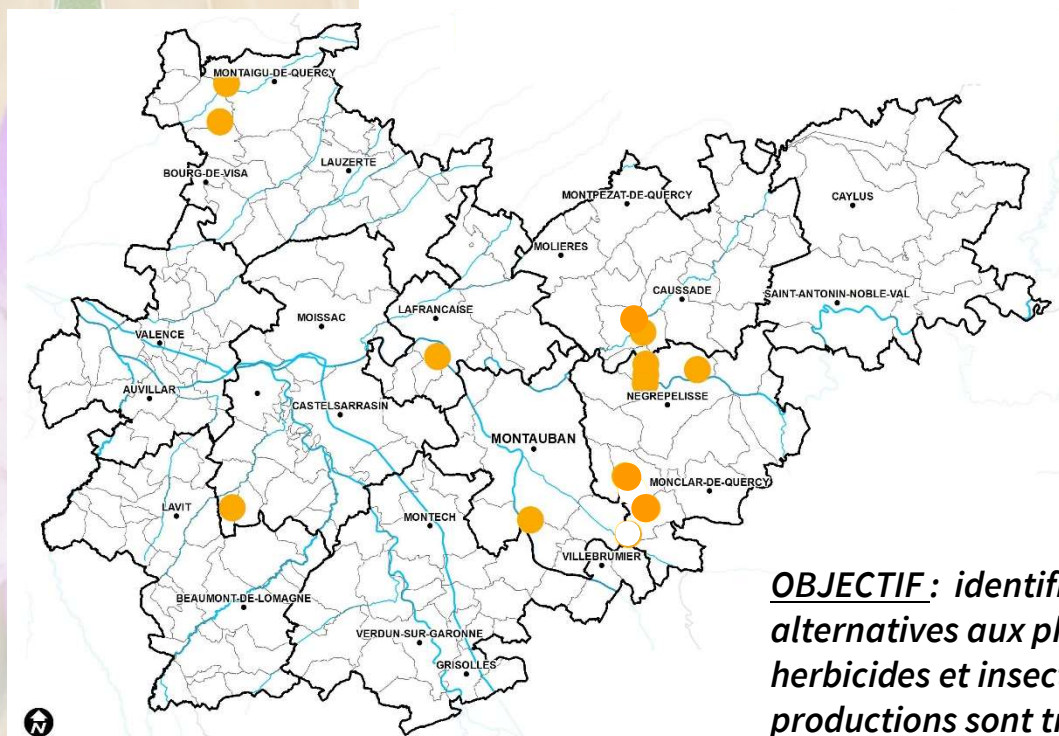 MONTAIGU-DE-QUERCY
LAUZERTE
BOURG-DE-VISA
MONTPEZAT-DE-QUERCY
CAYLUS
MOLIERES
CAUSSADE
SAINT-ANTONIN-NOBLE-VAL
LAFRANCAISE
MOISSAC
VALENCE
AUVILLAR
CASTELSARRASIN
NEGREPELISSE
MONTAUBAN
MONCLAR-DE-QUERCY
LAVIT
MONTECH
VILLEBRUMIER
BEAUMONT-DE-LOMAGNE
VERDUN-SUR-GARONNE
GRISOLLES
N
OBJECTIF : identifi
alternatives aux pl
herbicides et insect
productions sont tr